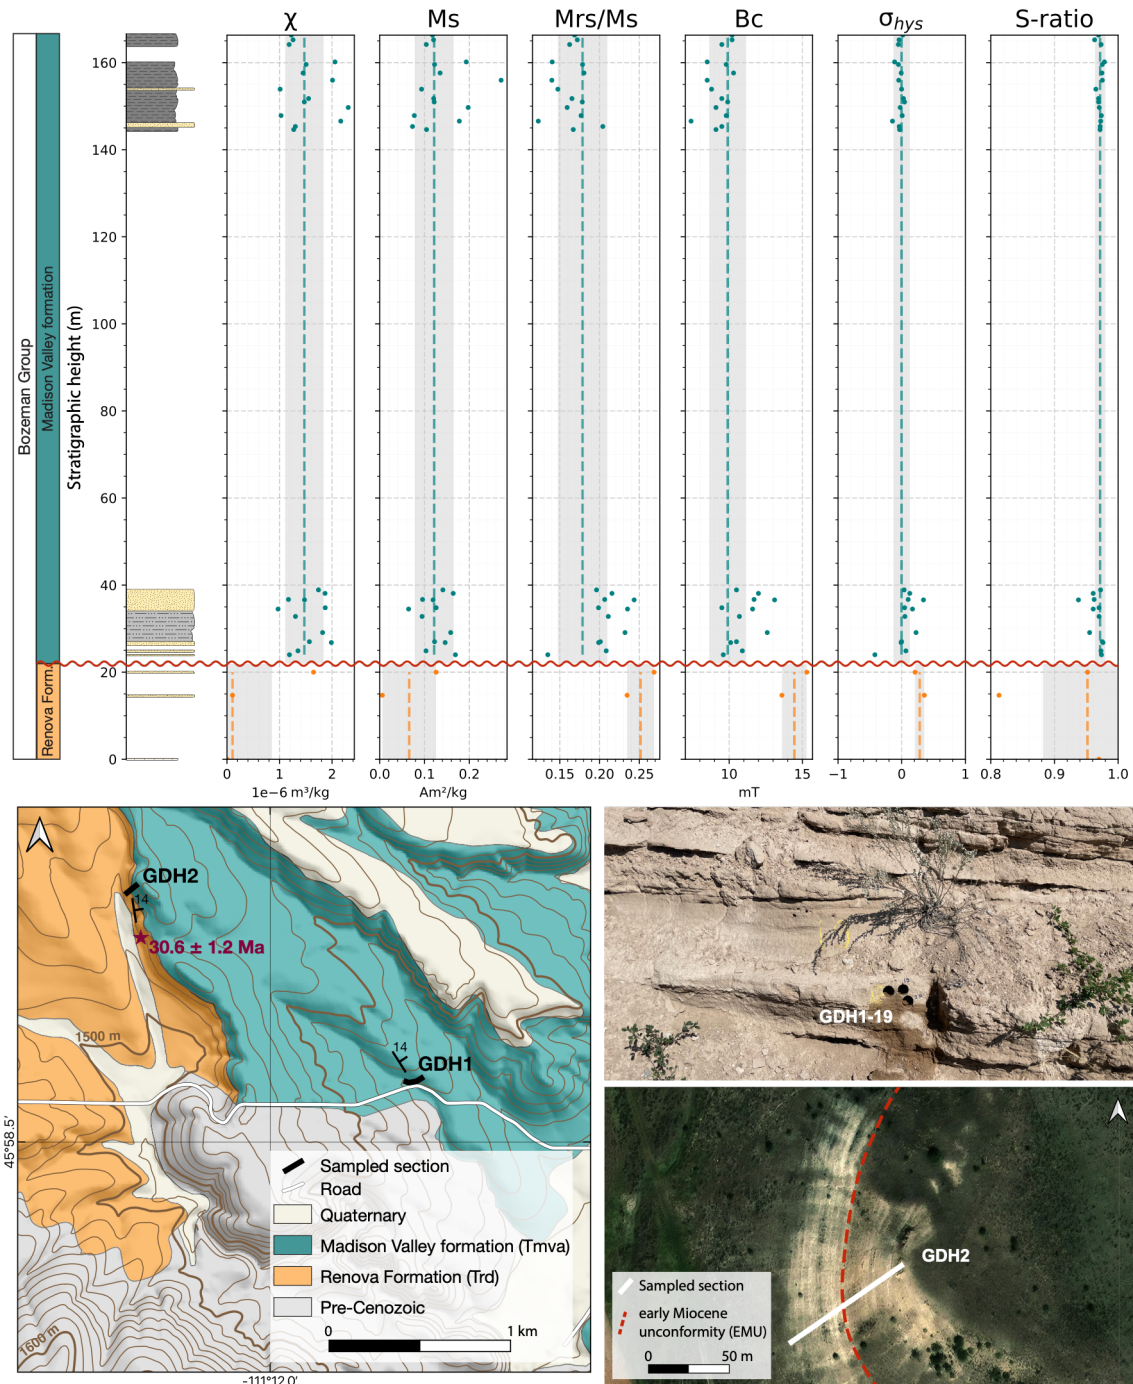 χ
Ms
Mrs/Ms
Bc
σhys
S-ratio
Bozeman Group
Madison Valley formation
Renova Form.
Stratigraphic height (m)
160
140
120
100
80
60
40
20
0
0 1 2
1e−6 m³/kg
0.0 0.1 0.2
Am²/kg
0.15 0.20 0.25
10 15
mT
−1 0 1
0.8 0.9 1.0
GDH2
14
30.6 ± 1.2 Ma
1500 m
14
GDH1
45°58.5′
1600 m
-111°12.0′
Sampled section
Road
Quaternary
Madison Valley formation (Tmva)
Renova Formation (Trd)
Pre-Cenozoic
0 1 km
GDH1-19
GDH2
Sampled section
early Miocene
unconformity (EMU)
0 50 m